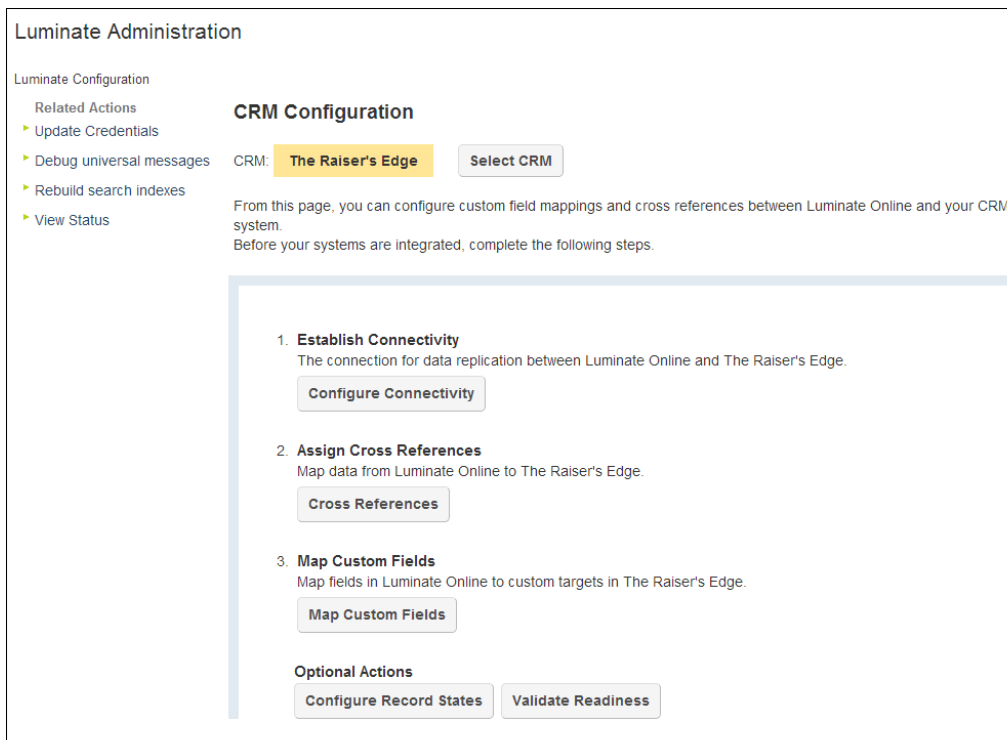 Luminate Administration
Luminate Configuration
Related Actions
Update Credentials
Debug universal messages
Rebuild search indexes
View Status
CRM Configuration
CRM: The Raiser's Edge Select CRM
From this page, you can configure custom field mappings and cross references between Luminate Online and your CRM
system.
Before your systems are integrated, complete the following steps.
1. Establish Connectivity
The connection for data replication between Luminate Online and The Raiser's Edge.
Configure Connectivity
2. Assign Cross References
Map data from Luminate Online to The Raiser's Edge.
Cross References
3. Map Custom Fields
Map fields in Luminate Online to custom targets in The Raiser's Edge.
Map Custom Fields
Optional Actions
Configure Record States Validate Readiness